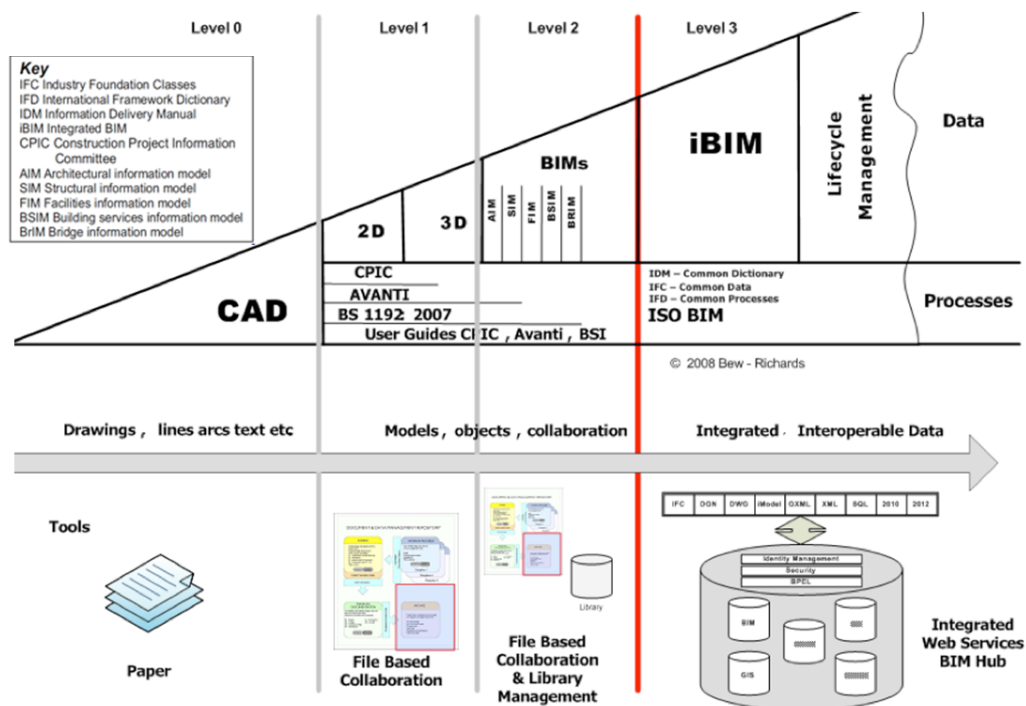 Level 0
Level 1
Level 2
Level 3
Key
IFC Industry Foundation Classes
IFD International Framework Dictionary
IDM Information Delivery Manual
iBIM Integrated BIM
CPIC Construction Project Information
Committee
AIM Architectural information model
SIM Structural information model
FIM Facilities information model
BSIM Building services information model
BrIM Bridge information model
CAD
2D
3D
BIMs
AIM
SIM
FIM
BSIM
BRIM
iBIM
Lifecycle
Management
Data
CPIC
AVANTI
BS 1192 2007
User Guides CPIC , Avanti , BSI
IDM – Common Dictionary
IFC – Common Data
IFD – Common Processes
ISO BIM
Processes
© 2008 Bew - Richards
Drawings , lines arcs text etc
Models , objects , collaboration
Integrated Interoperable Data
Tools
Paper
DOCUMENT & DATA MANAGEMENT REPOSITORY
File Based
Collaboration
Library
File Based
Collaboration
& Library
Management
IFC DGN DWG iModel GXML XML SQL 2010 2012
Identity Management
Security
BPEL
BIM
GIS
Integrated
Web Services
BIM Hub